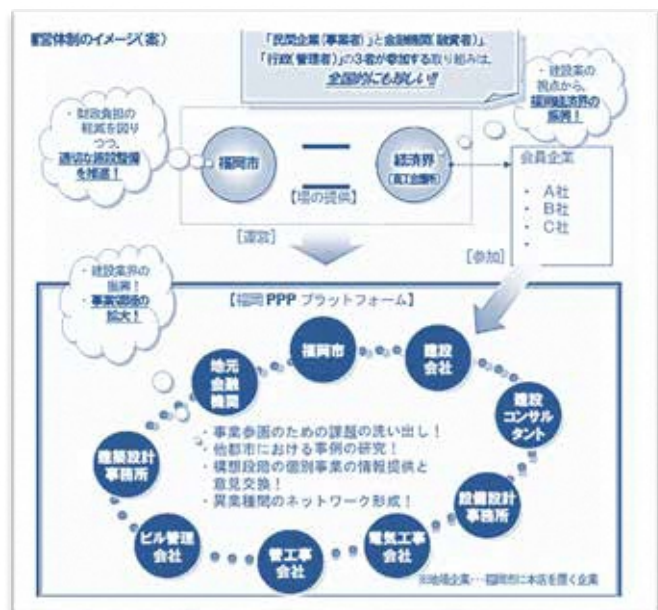 運営体制のイメージ（案）
「民間企業（事業者）」と金融機関（融資者）」、
「行政（管理者）」の3者が参加する取り組みは、
全国的にも珍しい!!
・財政負担の
軽減を図り
つつ、
適切な施設整備
を推進！
福岡市
【場の提供】
経済界
（商工会議所）
・建設業の
視点から、
福岡経済界の
振興！
会員企業
・A社
・B社
・C社
・
[運営]
[参加]
・建設業界の
振興！
・事業領域の
拡大！
【福岡 PPP プラットフォーム】
福岡市
建設
会社
建設
コンサル
タント
設備設計
事務所
電気工事
会社
管工事
会社
ビル管理
会社
建築設計
事務所
地元
金融
機関
・事業参画のための課題の洗い出し！
・他都市における事例の研究！
・構想段階の個別事業の情報提供と
意見交換！
・異業種間のネットワーク形成！
※地場企業・・・福岡市に本店を置く企業